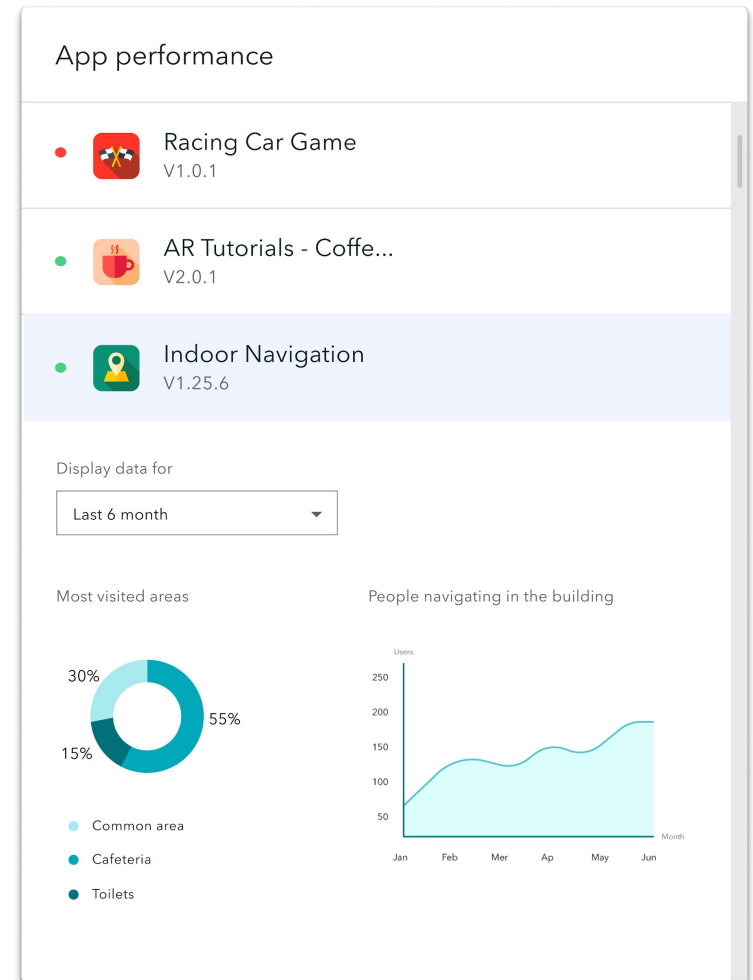 App performance
Racing Car Game
V1.0.1
AR Tutorials - Coffe...
V2.0.1
Indoor Navigation
V1.25.6
Display data for
Last 6 month
Most visited areas
30%
55%
15%
Common area
Cafeteria
Toilets
People navigating in the building
Users
250
200
150
100
50
Month
Jan Feb Mer Ap May Jun